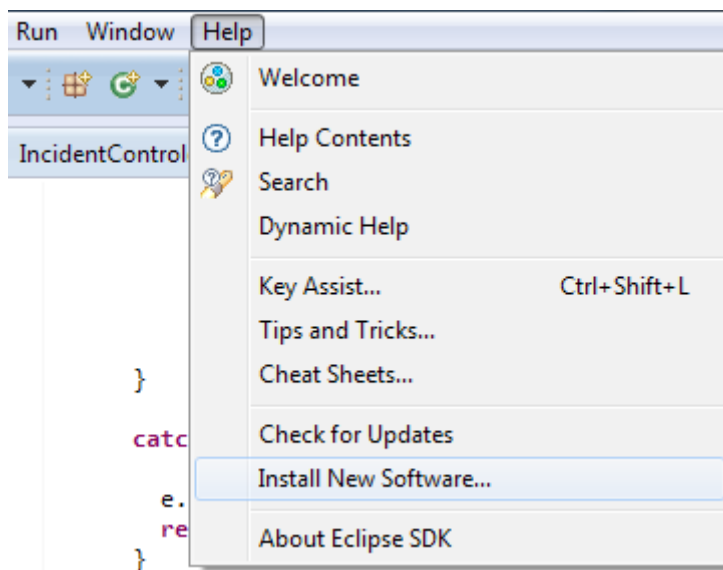 Run Window Help
Welcome
IncidentControl
Help Contents
Search
Dynamic Help
Key Assist... Ctrl+Shift+L
Tips and Tricks...
}
Cheat Sheets...
catc
Check for Updates
Install New Software...
e.
re
About Eclipse SDK
}